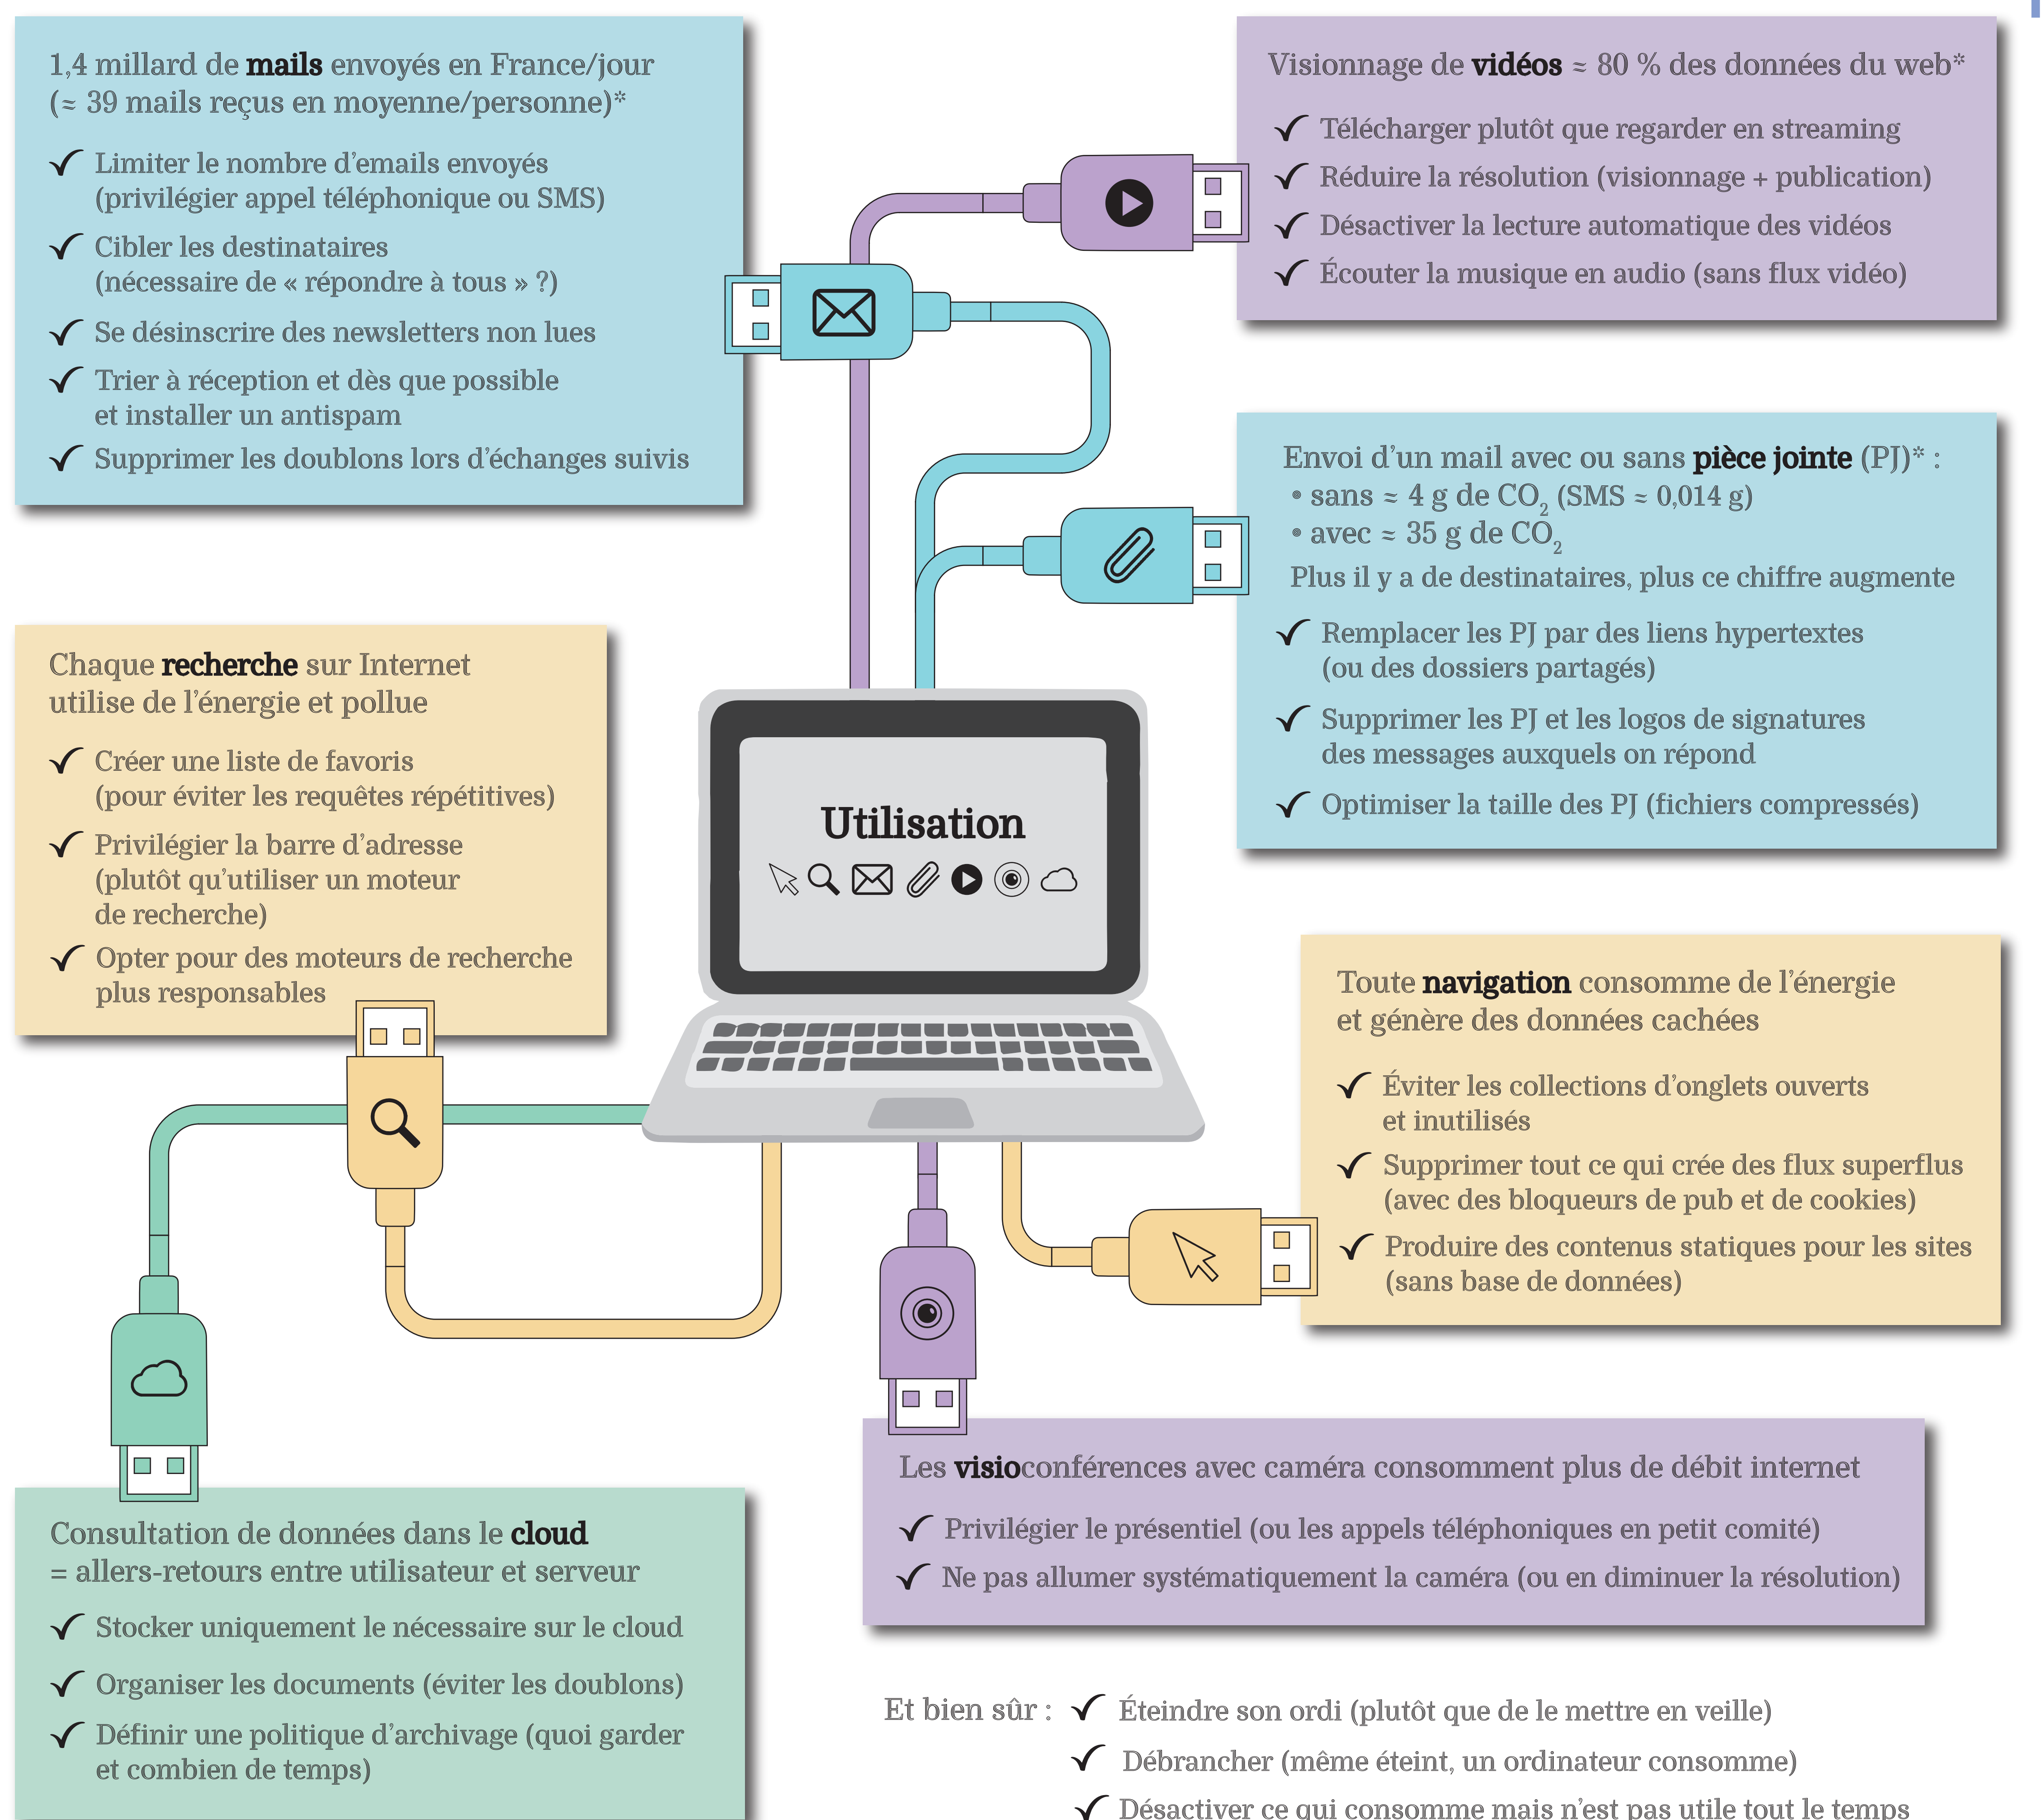 1,4 millard de mails envoyés en France/jour
(≈ 39 mails reçus en moyenne/personne)*
Limiter le nombre d’emails envoyés
(privilégier appel téléphonique ou SMS)
Cibler les destinataires
(nécessaire de « répondre à tous » ?)
Se désinscrire des newsletters non lues
Trier à réception et dès que possible
et installer un antispam
Supprimer les doublons lors d’échanges suivis
Visionnage de vidéos ≈ 80 % des données du web*
Télécharger plutôt que regarder en streaming
Réduire la résolution (visionnage + publication)
Désactiver la lecture automatique des vidéos
Écouter la musique en audio (sans flux vidéo)
Envoi d’un mail avec ou sans pièce jointe (PJ)* :
• sans ≈ 4 g de CO2 (SMS ≈ 0,014 g)
• avec ≈ 35 g de CO2
Plus il y a de destinataires, plus ce chiffre augmente
Remplacer les PJ par des liens hypertextes
(ou des dossiers partagés)
Supprimer les PJ et les logos de signatures
des messages auxquels on répond
Optimiser la taille des PJ (fichiers compressés)
Chaque recherche sur Internet
utilise de l’énergie et pollue
Créer une liste de favoris
(pour éviter les requêtes répétitives)
Privilégier la barre d’adresse
(plutôt qu’utiliser un moteur
de recherche)
Opter pour des moteurs de recherche
plus responsables
Utilisation
Toute navigation consomme de l’énergie
et génère des données cachées
Éviter les collections d’onglets ouverts
et inutilisés
Supprimer tout ce qui crée des flux superflus
(avec des bloqueurs de pub et de cookies)
Produire des contenus statiques pour les sites
(sans base de données)
Les visioconférences avec caméra consomment plus de débit internet
Privilégier le présentiel (ou les appels téléphoniques en petit comité)
Ne pas allumer systématiquement la caméra (ou en diminuer la résolution)
Consultation de données dans le cloud
= allers-retours entre utilisateur et serveur
Stocker uniquement le nécessaire sur le cloud
Organiser les documents (éviter les doublons)
Définir une politique d’archivage (quoi garder
et combien de temps)
Et bien sûr : Éteindre son ordi (plutôt que de le mettre en veille)
Débrancher (même éteint, un ordinateur consomme)
Désactiver ce qui consomme mais n’est pas utile tout le temps